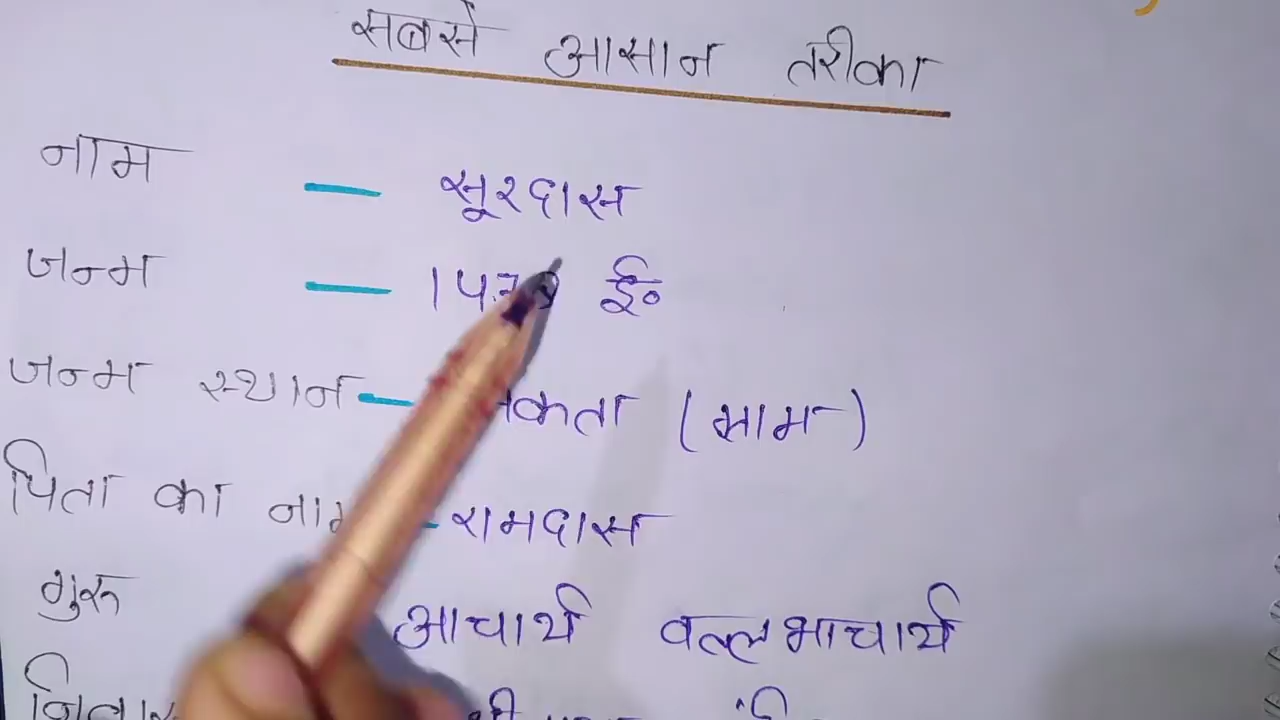 सबसे आसान तरीका
नाम — सूरदास
जन्म — ई०
जन्म स्थान — (ग्राम)
पिता का नाम - रामदास
गुरु आचार्य वल्लभाचार्य